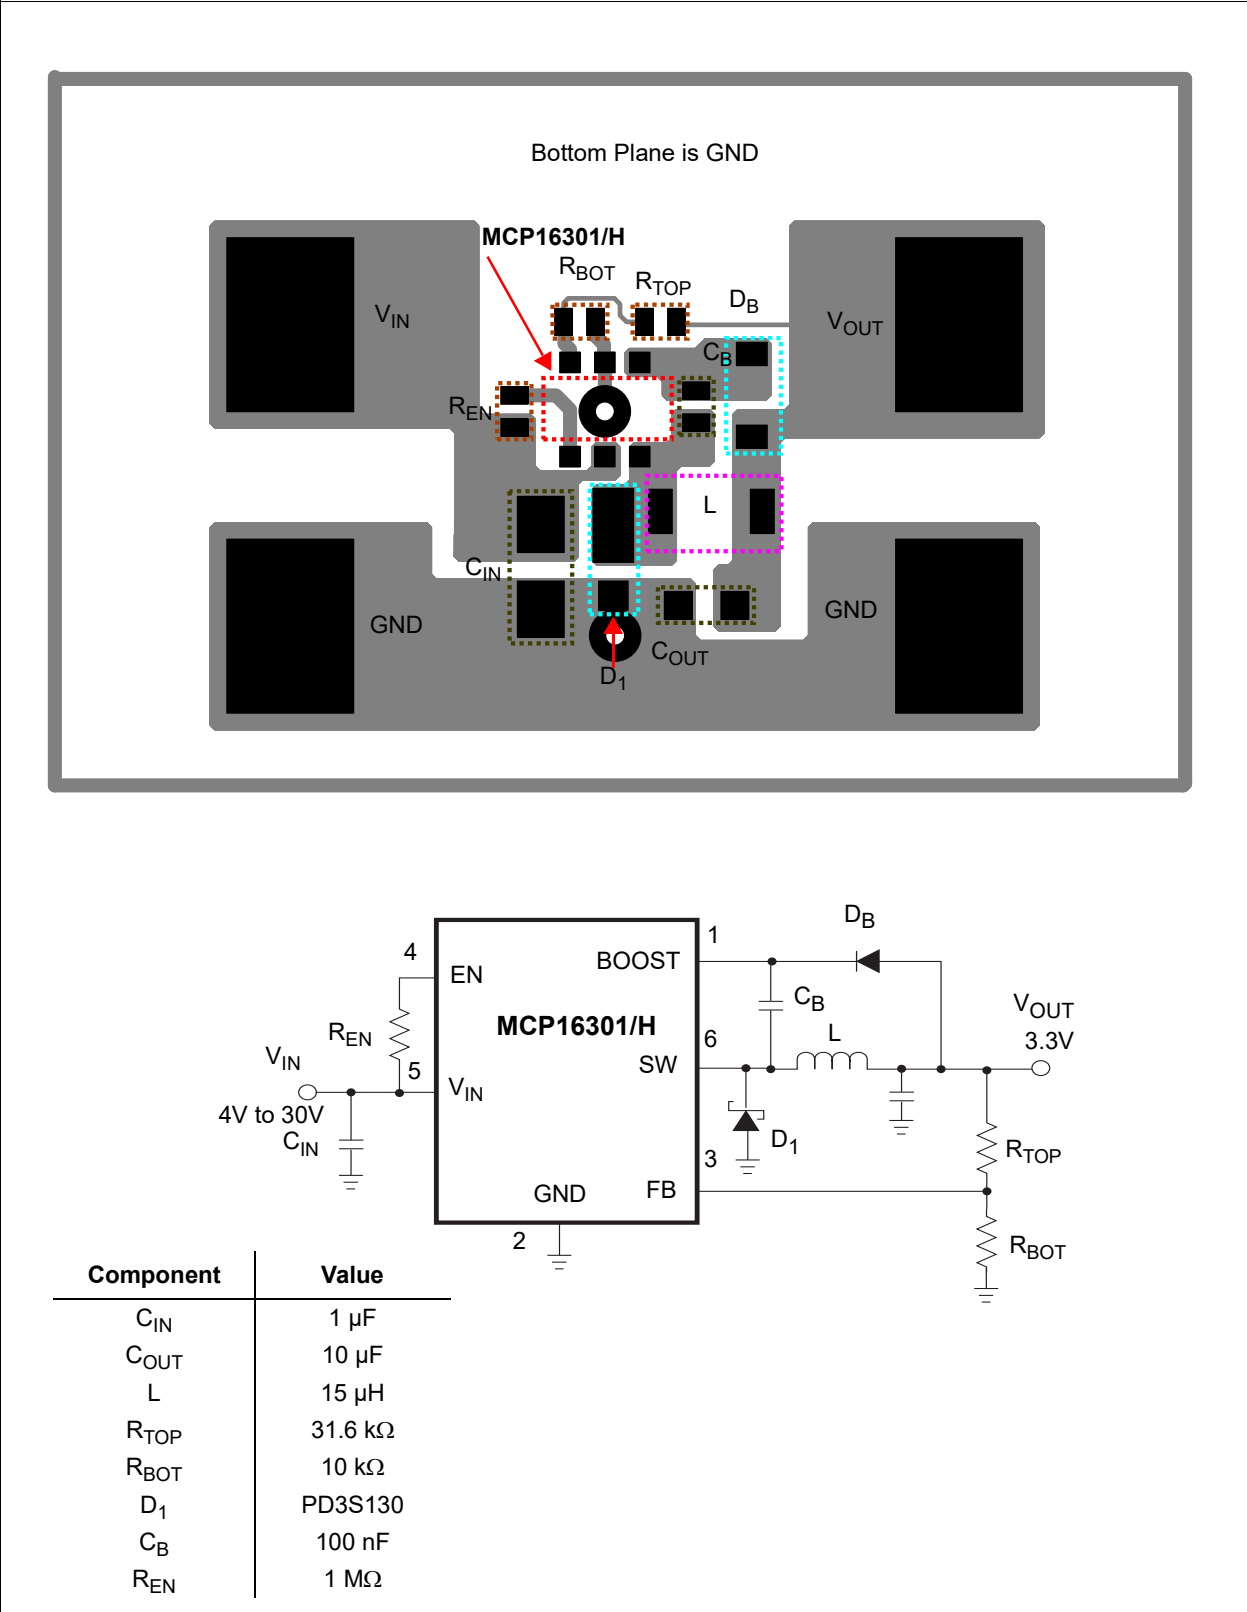 Bottom Plane is GND
MCP16301/H
RBOT
RTOP
DB
VIN
VOUT
CB
REN
L
CIN
GND
GND
COUT
D1
DB
1
4
BOOST
EN
CB
VOUT
3.3V
MCP16301/H
REN
6
L
VIN
SW
5
VIN
4V to 30V
CIN
D1
RTOP
3
GND
FB
2
RBOT
Component Value
CIN 1 µF
COUT 10 µF
L 15 µH
RTOP 31.6 kΩ
RBOT 10 kΩ
D1 PD3S130
CB 100 nF
REN 1 MΩ